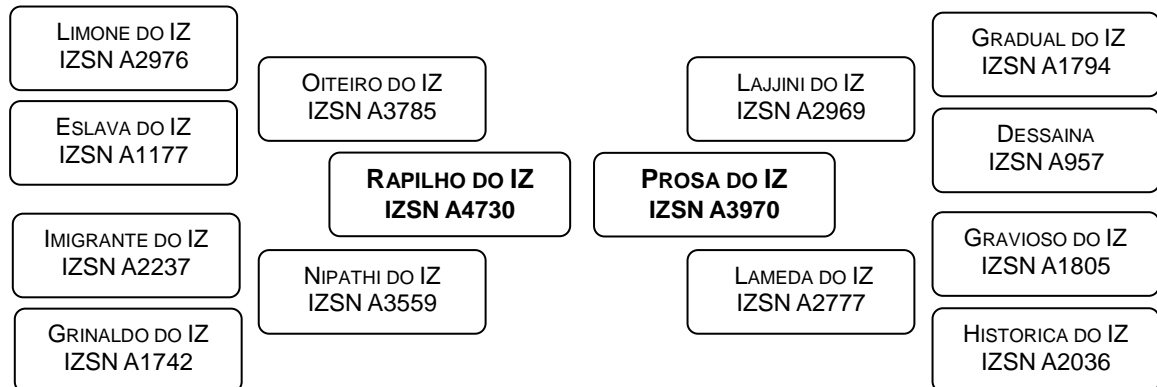 LIMONE DO IZ
IZSN A2976
ESLAVA DO IZ
IZSN A1177
IMIGRANTE DO IZ
IZSN A2237
GRINALDO DO IZ
IZSN A1742
OITEIRO DO IZ
IZSN A3785
NIPATHI DO IZ
IZSN A3559
RAPILHO DO IZ
IZSN A4730
PROSA DO IZ
IZSN A3970
LAJJINI DO IZ
IZSN A2969
LAMEDA DO IZ
IZSN A2777
GRADUAL DO IZ
IZSN A1794
DESSAINA
IZSN A957
GRAVIOSO DO IZ
IZSN A1805
HISTORICA DO IZ
IZSN A2036